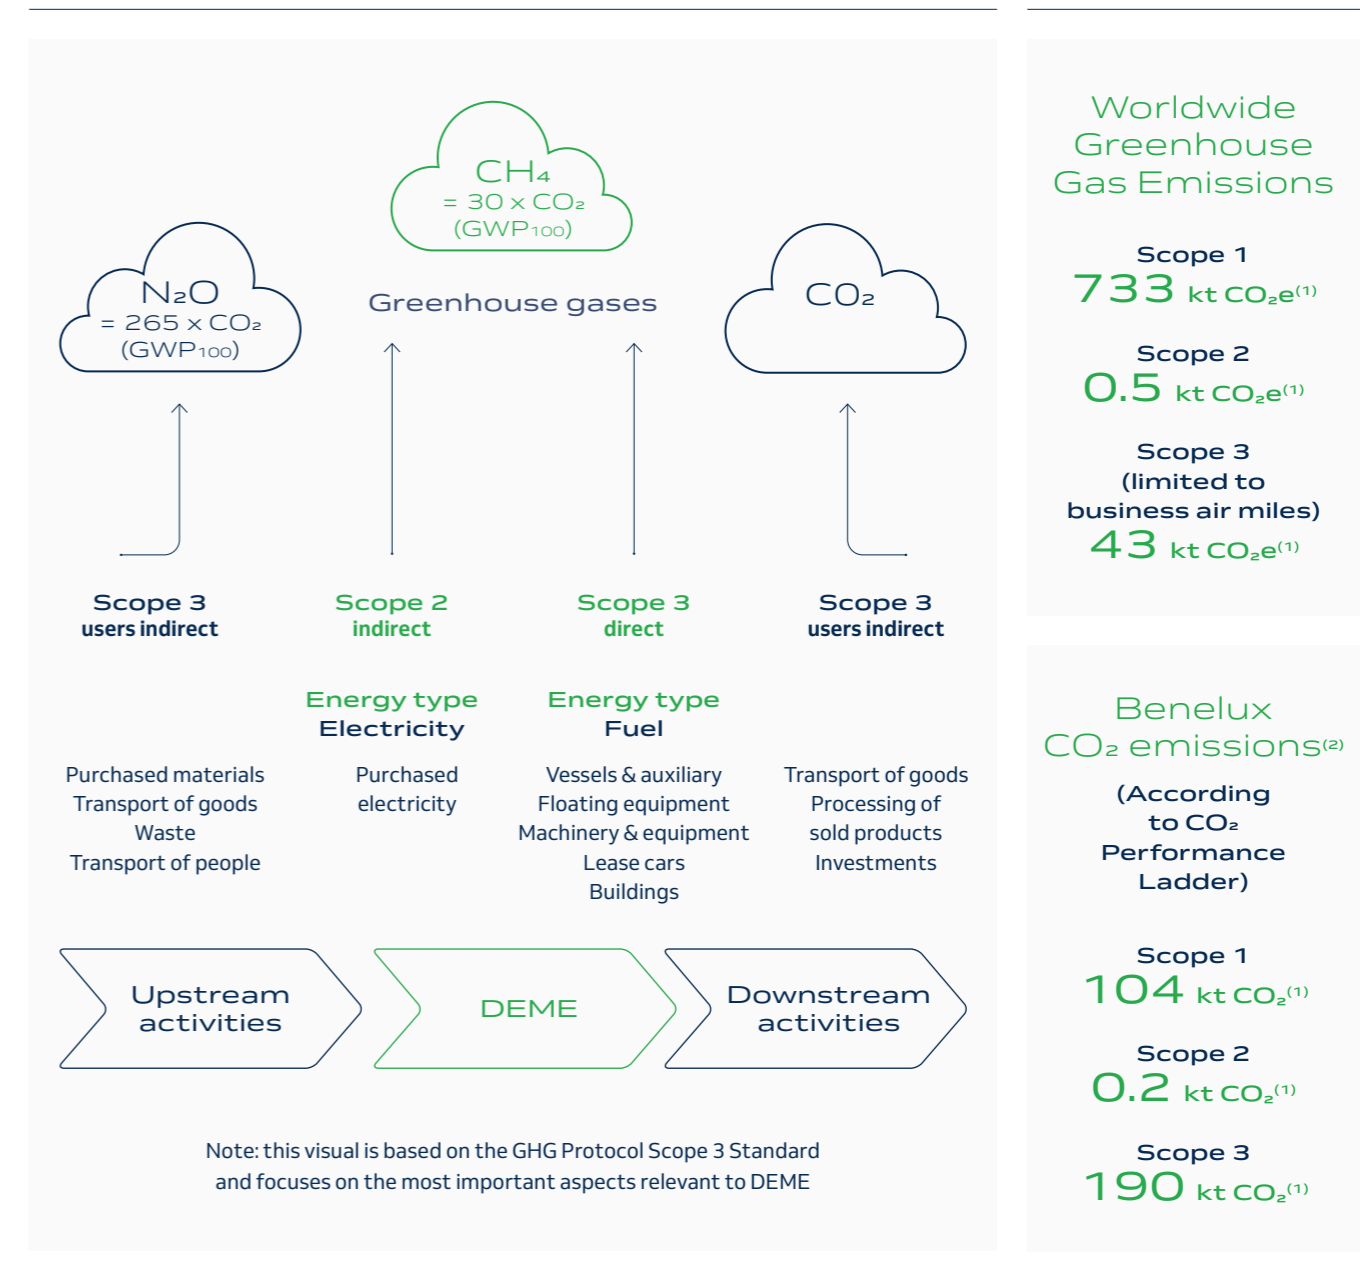 CH₄
= 30 x CO₂
(GWP₁₀₀)
N₂O
= 265 x CO₂
(GWP₁₀₀)
Greenhouse gases
CO₂
Scope 3
users indirect
Scope 2
indirect
Scope 3
direct
Scope 3
users indirect
Energy type
Electricity
Energy type
Fuel
Purchased materials
Transport of goods
Waste
Transport of people
Purchased
electricity
Vessels & auxiliary
Floating equipment
Machinery & equipment
Lease cars
Buildings
Transport of goods
Processing of
sold products
Investments
Upstream
activities
DEME
Downstream
activities
Note: this visual is based on the GHG Protocol Scope 3 Standard
and focuses on the most important aspects relevant to DEME
Worldwide
Greenhouse
Gas Emissions
Scope 1
733 kt CO₂e⁽¹⁾
Scope 2
0.5 kt CO₂e⁽¹⁾
Scope 3
(limited to
business air miles)
43 kt CO₂e⁽¹⁾
Benelux
CO₂ emissions⁽²⁾
(According
to CO₂
Performance
Ladder)
Scope 1
104 kt CO₂⁽¹⁾
Scope 2
0.2 kt CO₂⁽¹⁾
Scope 3
190 kt CO₂⁽¹⁾